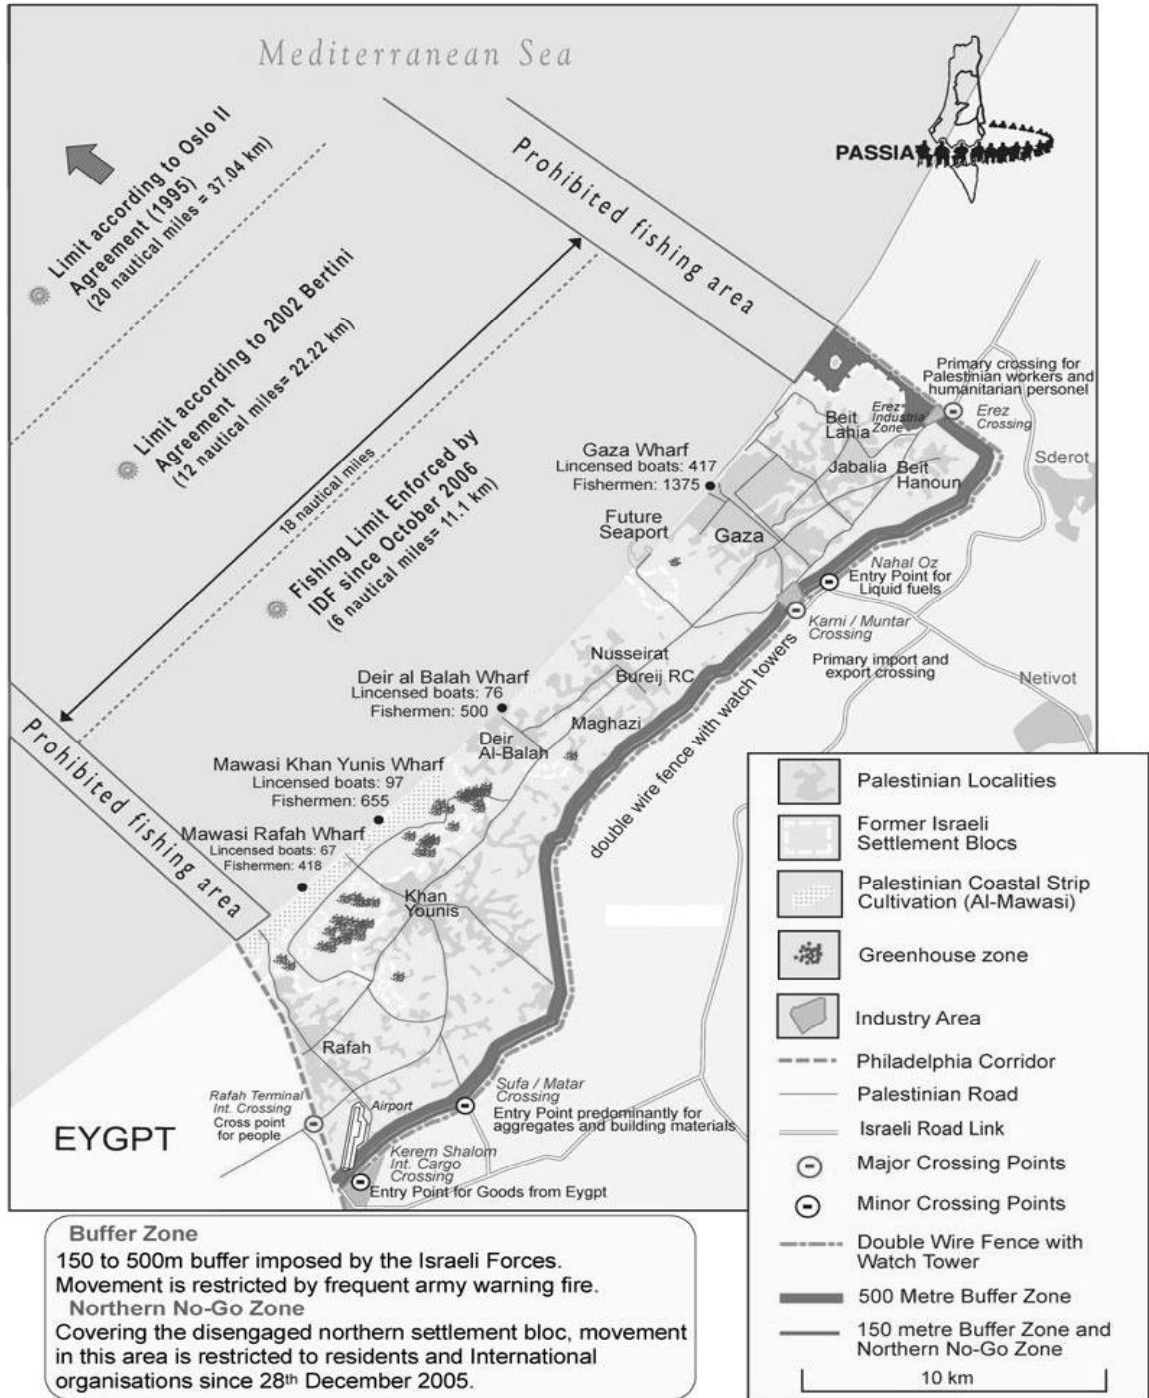 Mediterranean Sea
PASSIA
Limit according to Oslo II
Agreement (1995)
(20 nautical miles = 37.04 km)
Prohibited fishing area
Limit according to 2002 Bertini
Agreement
(12 nautical miles= 22.22 km)
18 nautical miles
Fishing Limit Enforced by
IDF since October 2006
(6 nautical miles= 11.1 km)
Prohibited fishing area
Primary crossing for
Palestinian workers and
humanitarian personel
Erez
Crossing
Erez
Industrial
Zone
Beit
Lahia
Jabalia
Beit
Hanoun
Sderot
Gaza Wharf
Lincensed boats: 417
Fishermen: 1375
Future
Seaport
Gaza
Nahal Oz
Entry Point for
Liquid fuels
Karni / Muntar
Crossing
Primary import and
export crossing
Netivot
Nusseirat
Bureij RC
Maghazi
double wire fence with watch towers
Deir al Balah Wharf
Lincensed boats: 76
Fishermen: 500
Deir
Al-Balah
Mawasi Khan Yunis Wharf
Lincensed boats: 97
Fishermen: 655
Mawasi Rafah Wharf
Lincensed boats: 67
Fishermen: 418
Khan
Younis
Rafah
Rafah Terminal
Int. Crossing
Cross point
for people
Airport
EYGPT
Sufa / Matar
Crossing
Entry Point predominantly for
aggregates and building materials
Kerem Shalom
Int. Cargo
Crossing
Entry Point for Goods from Eygpt
Palestinian Localities
Former Israeli
Settlement Blocs
Palestinian Coastal Strip
Cultivation (Al-Mawasi)
Greenhouse zone
Industry Area
Philadelphia Corridor
Palestinian Road
Israeli Road Link
Major Crossing Points
Minor Crossing Points
Double Wire Fence with
Watch Tower
500 Metre Buffer Zone
150 metre Buffer Zone and
Northern No-Go Zone
10 km
Buffer Zone
150 to 500m buffer imposed by the Israeli Forces.
Movement is restricted by frequent army warning fire.
Northern No-Go Zone
Covering the disengaged northern settlement bloc, movement
in this area is restricted to residents and International
organisations since 28th December 2005.